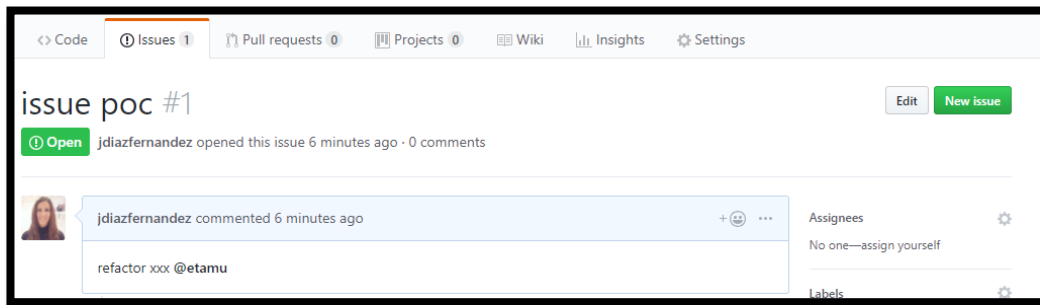 Code Issues 1 Pull requests 0 Projects 0 Wiki Insights Settings
issue poc #1
Edit New issue
Open jdiazfernandez opened this issue 6 minutes ago · 0 comments
jdiazfernandez commented 6 minutes ago
Assignees
No one—assign yourself
refactor xxx @etamu
Labels